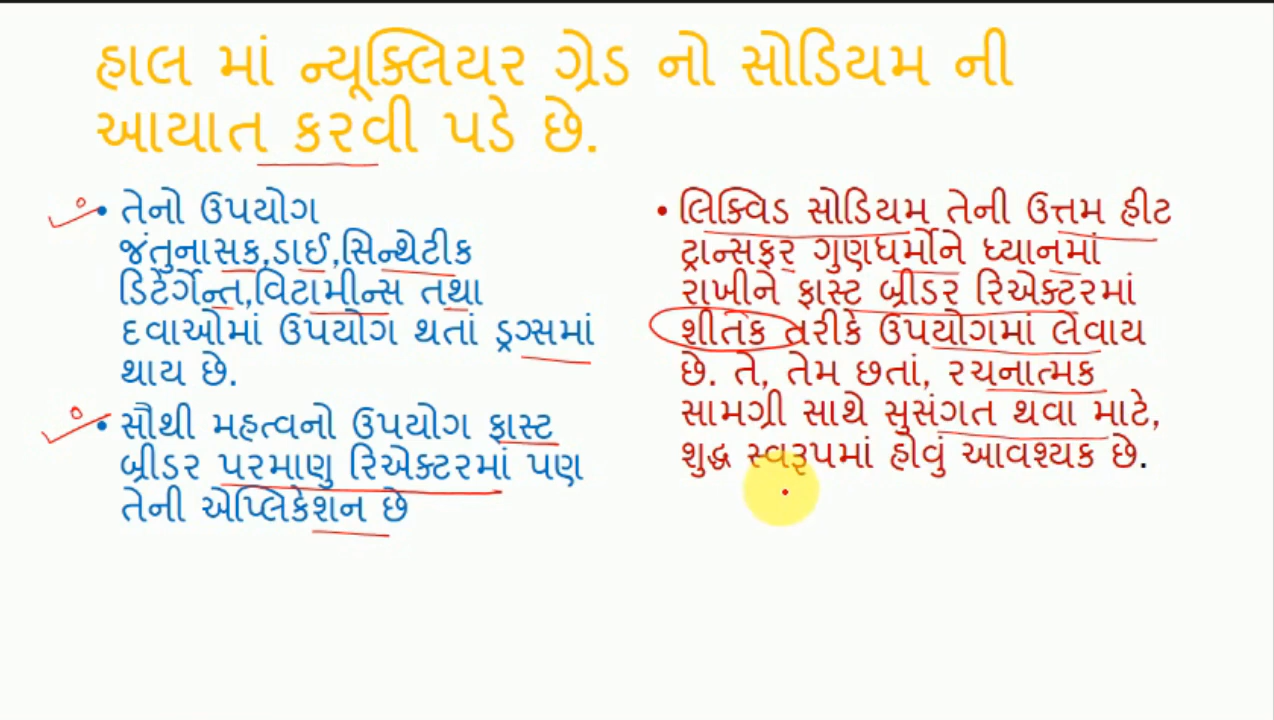 હાલ માં ન્યૂક્લિયર ગ્રેડ નો સોડિયમ ની
આયાત કરવી પડે છે.
• તેનો ઉપયોગ
જંતુનાસક,ડાઈ,સિન્થેટીક
ડિટર્ગેન્ત,વિટામીન્સ તથા
દવાઓમાં ઉપયોગ થતાં ડ્રગ્સમાં
થાય છે.
• સૌથી મહત્વનો ઉપયોગ ફાસ્ટ
બ્રીડર પરમાણુ રિએક્ટરમાં પણ
તેની એપ્લિકેશન છે
• લિક્વિડ સોડિયમ તેની ઉત્તમ હીટ
ટ્રાન્સફર ગુણધર્મોને ધ્યાનમાં
રાખીને ફાસ્ટ બ્રીડર રિએક્ટરમાં
શીતક તરીકે ઉપયોગમાં લેવાય
છે. તે, તેમ છતાં, રચનાત્મક
સામગ્રી સાથે સુસંગત થવા માટે,
શુદ્ધ સ્વરૂપમાં હોવું આવશ્યક છે.